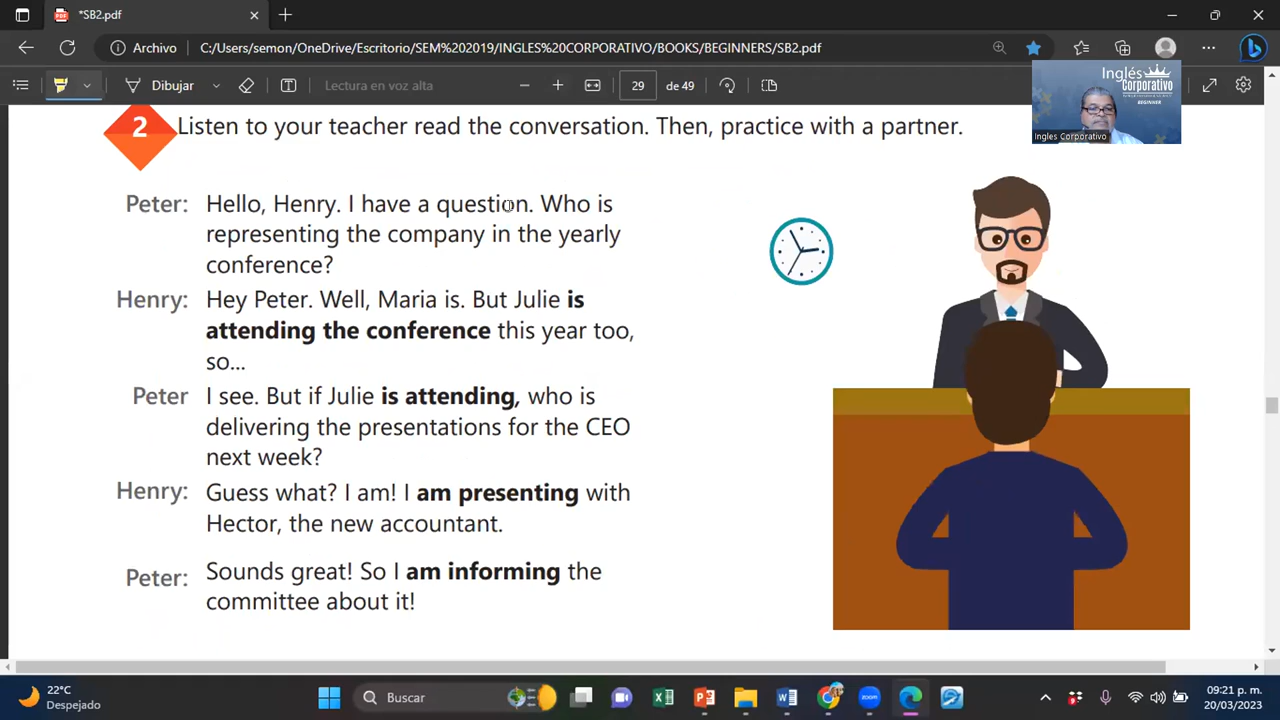 *SB2.pdf
Archivo
C:/Users/semon/OneDrive/Escritorio/SEM%202019/INGLES%20CORPORATIVO/BOOKS/BEGINNERS/SB2.pdf
Dibujar
Lectura en voz alta
29
de 49
Inglés
Corporativo
BEGINNER
Ingles Corporativo
2 Listen to your teacher read the conversation. Then, practice with a partner.
Peter: Hello, Henry. I have a question. Who is
representing the company in the yearly
conference?
Henry: Hey Peter. Well, Maria is. But Julie is
attending the conference this year too,
so...
Peter I see. But if Julie is attending, who is
delivering the presentations for the CEO
next week?
Henry: Guess what? I am! I am presenting with
Hector, the new accountant.
Peter: Sounds great! So I am informing the
committee about it!
22°C
Despejado
Buscar
zoom
09:21 p. m.
20/03/2023